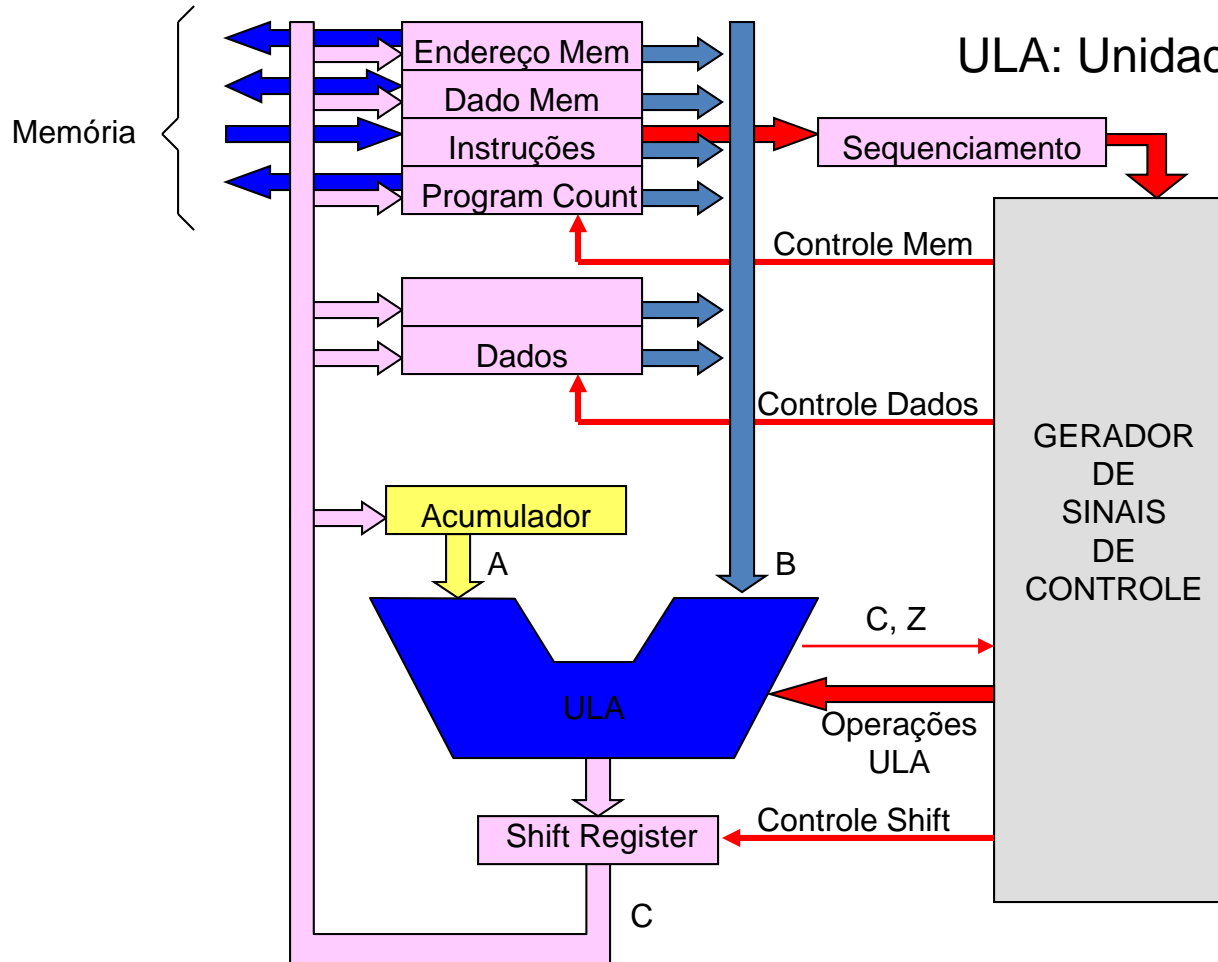 ULA: Unidad
Endereço Mem
Dado Mem
Memória
Instruções
Sequenciamento
Program Count
Controle Mem
Dados
Controle Dados
GERADOR
DE
SINAIS
DE
CONTROLE
Acumulador
A
B
C, Z
ULA
Operações
ULA
Controle Shift
Shift Register
C